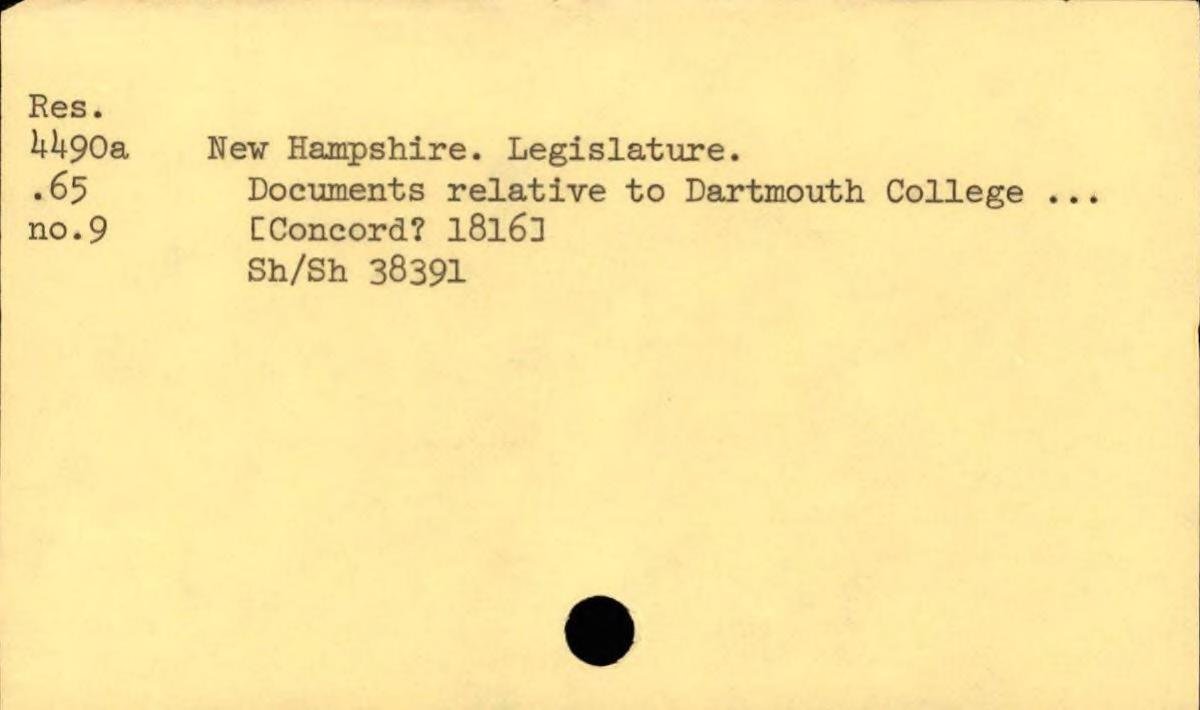 Res.
4490a New Hampshire. Legislature.
.65 Documents relative to Dartmouth College ...
no.9 [Concord? 1816]
Sh/Sh 38391